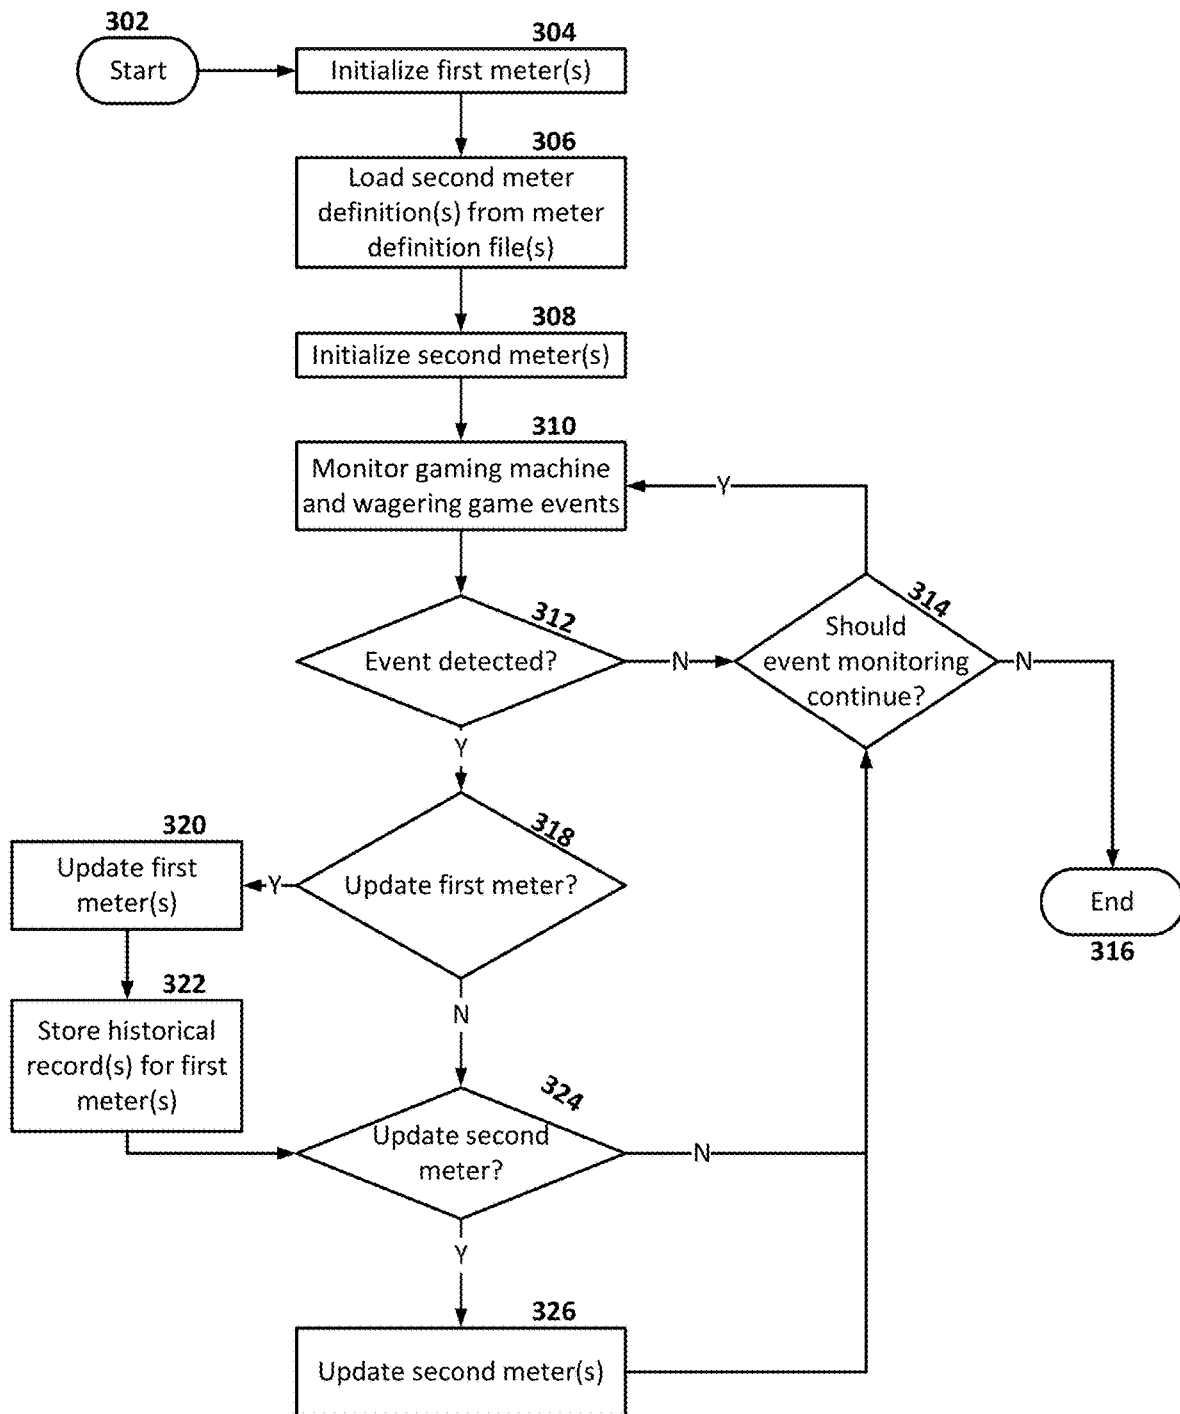 302
Start
304
Initialize first meter(s)
306
Load second meter
definition(s) from meter
definition file(s)
308
Initialize second meter(s)
310
Monitor gaming machine
and wagering game events
Y
312
Event detected?
N
314
Should
event monitoring
continue?
N
Y
318
Update first meter?
Y
320
Update first
meter(s)
End
316
322
Store historical
record(s) for first
meter(s)
N
324
Update second
meter?
N
Y
326
Update second meter(s)